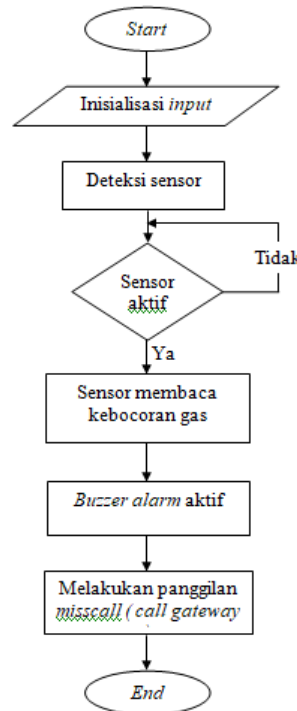 Start
Inisialisasi input
Deteksi sensor
Sensor
aktif
Tidak
Ya
Sensor membaca
kebocoran gas
Buzzer alarm aktif
Melakukan panggilan
misscall ( call gateway
End